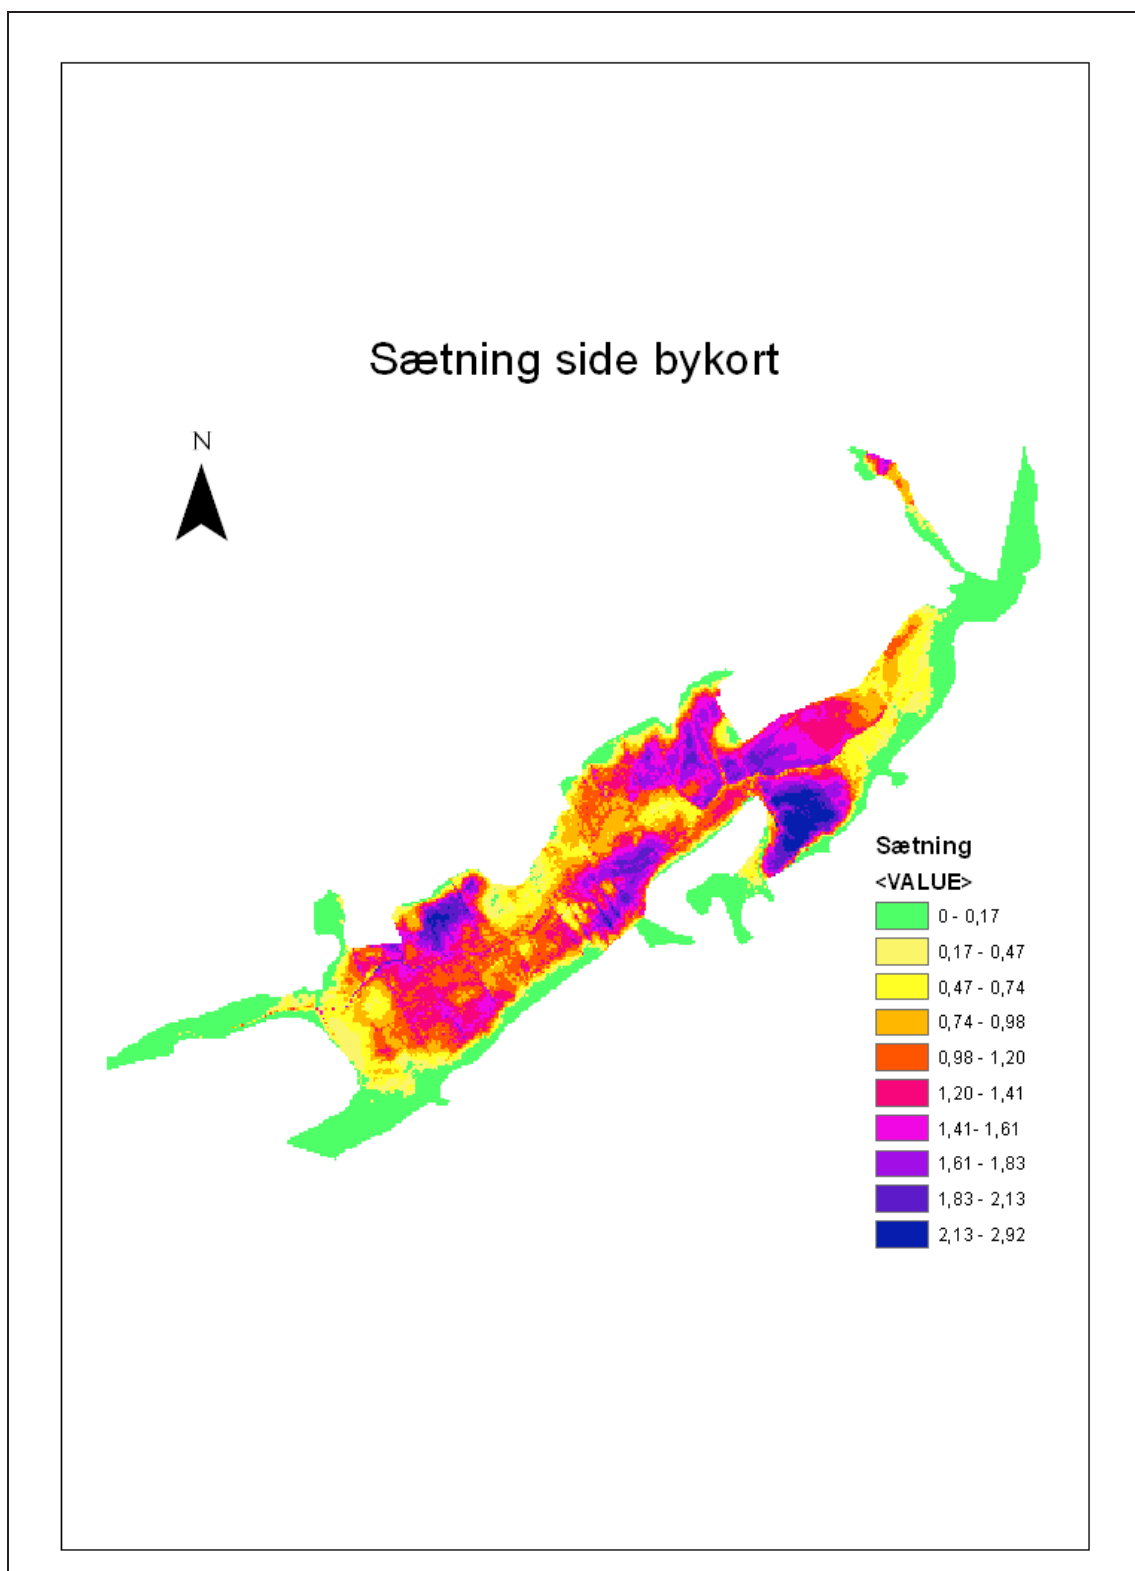 Sætning side bykort
N
Sætning
<VALUE>
0 - 0,17
0,17 - 0,47
0,47 - 0,74
0,74 - 0,98
0,98 - 1,20
1,20 - 1,41
1,41- 1,61
1,61 - 1,83
1,83 - 2,13
2,13 - 2,92